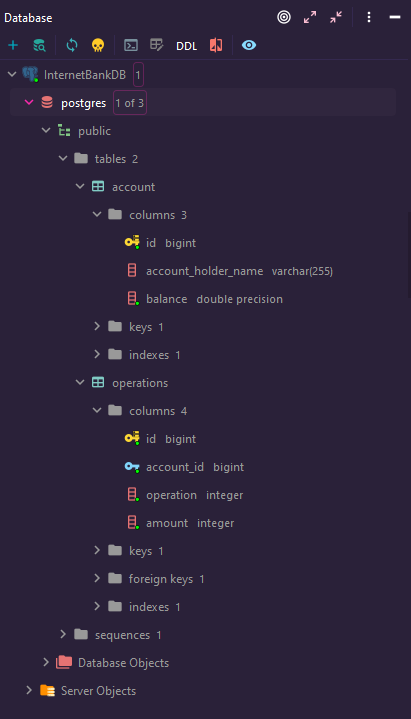 Database
DDL
InternetBankDB 1
postgres 1 of 3
public
tables 2
account
columns 3
id bigint
account_holder_name varchar(255)
balance double precision
keys 1
indexes 1
operations
columns 4
id bigint
account_id bigint
operation integer
amount integer
keys 1
foreign keys 1
indexes 1
sequences 1
Database Objects
Server Objects